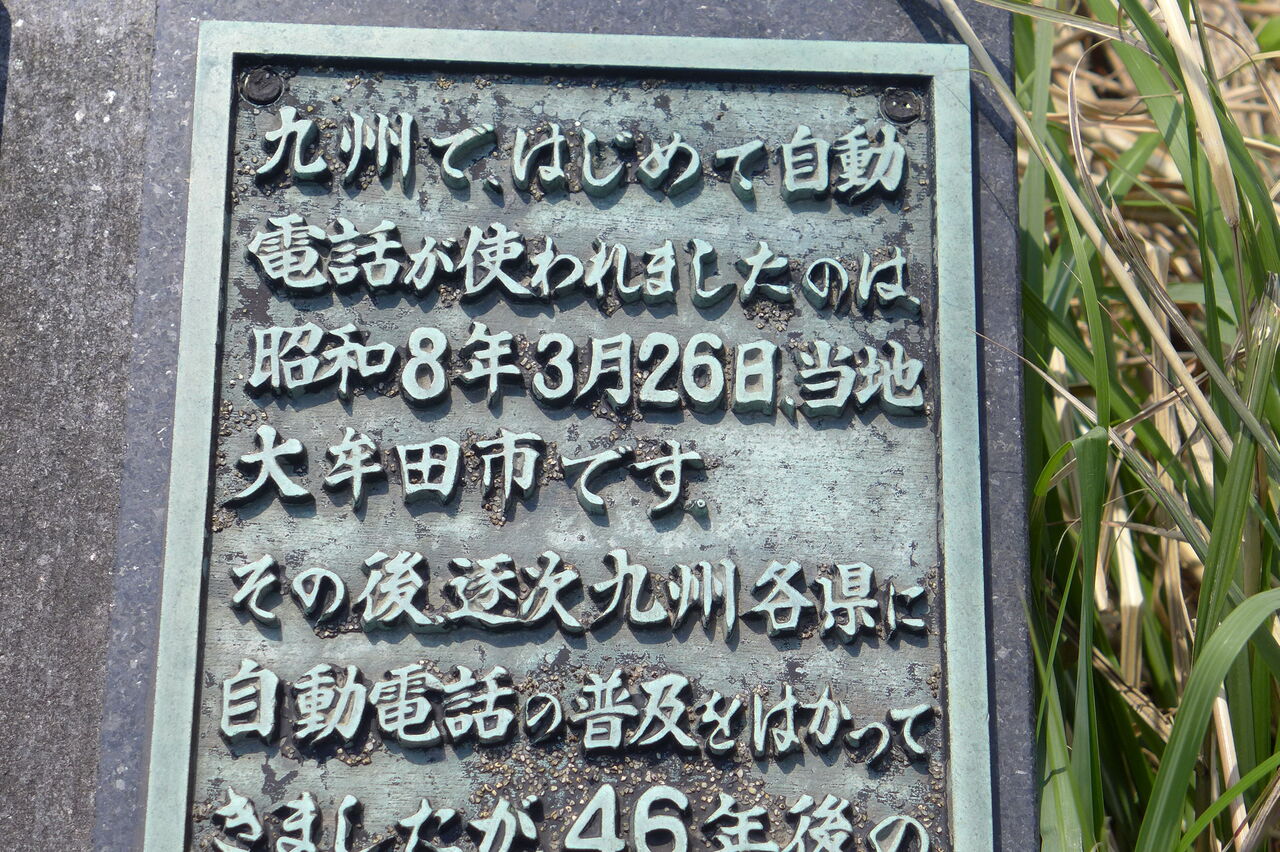 九州で、はじめて自動
電話が使われましたのは
昭和8年3月26日、当地
大牟田市です。
その後、逐次九州各県に
自動電話の普及をはかって
きましたが46年後の